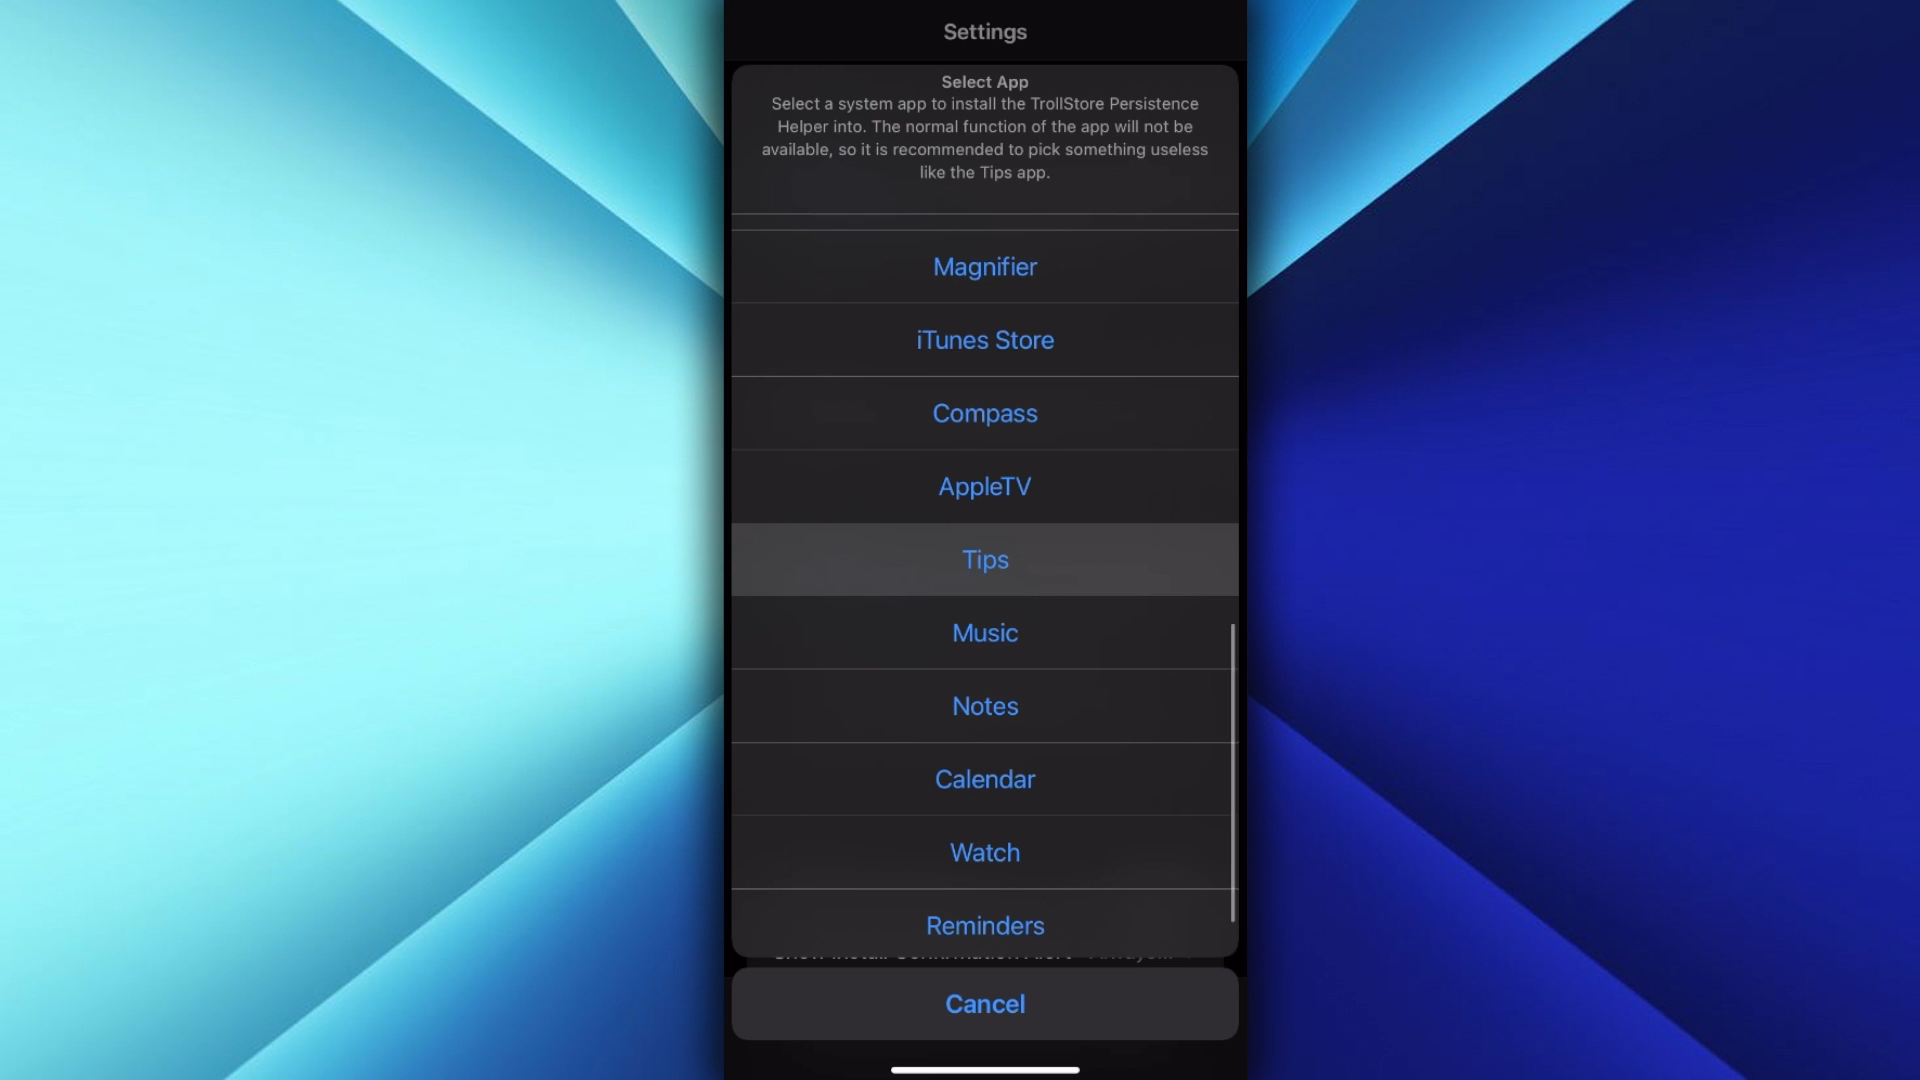 Settings
Select App
Select a system app to install the TrollStore Persistence
Helper into. The normal function of the app will not be
available, so it is recommended to pick something useless
like the Tips app.
Magnifier
iTunes Store
Compass
AppleTV
Tips
Music
Notes
Calendar
Watch
Reminders
Cancel